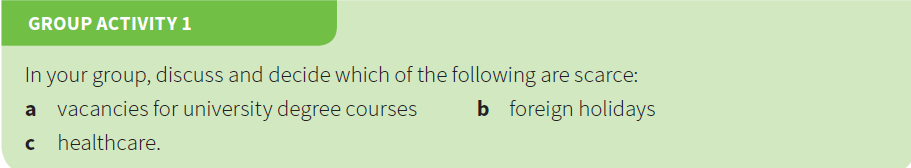 GROUP ACTIVITY 1
In your group, discuss and decide which of the following are scarce:
a vacancies for university degree courses b foreign holidays
c healthcare.